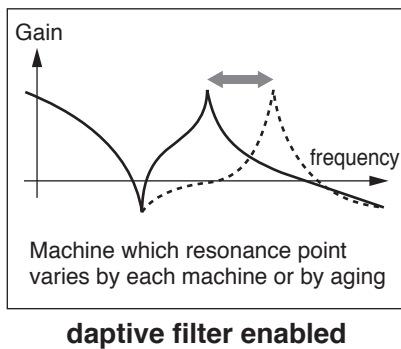 Gain
frequency
Machine which resonance point
varies by each machine or by aging
daptive filter enabled